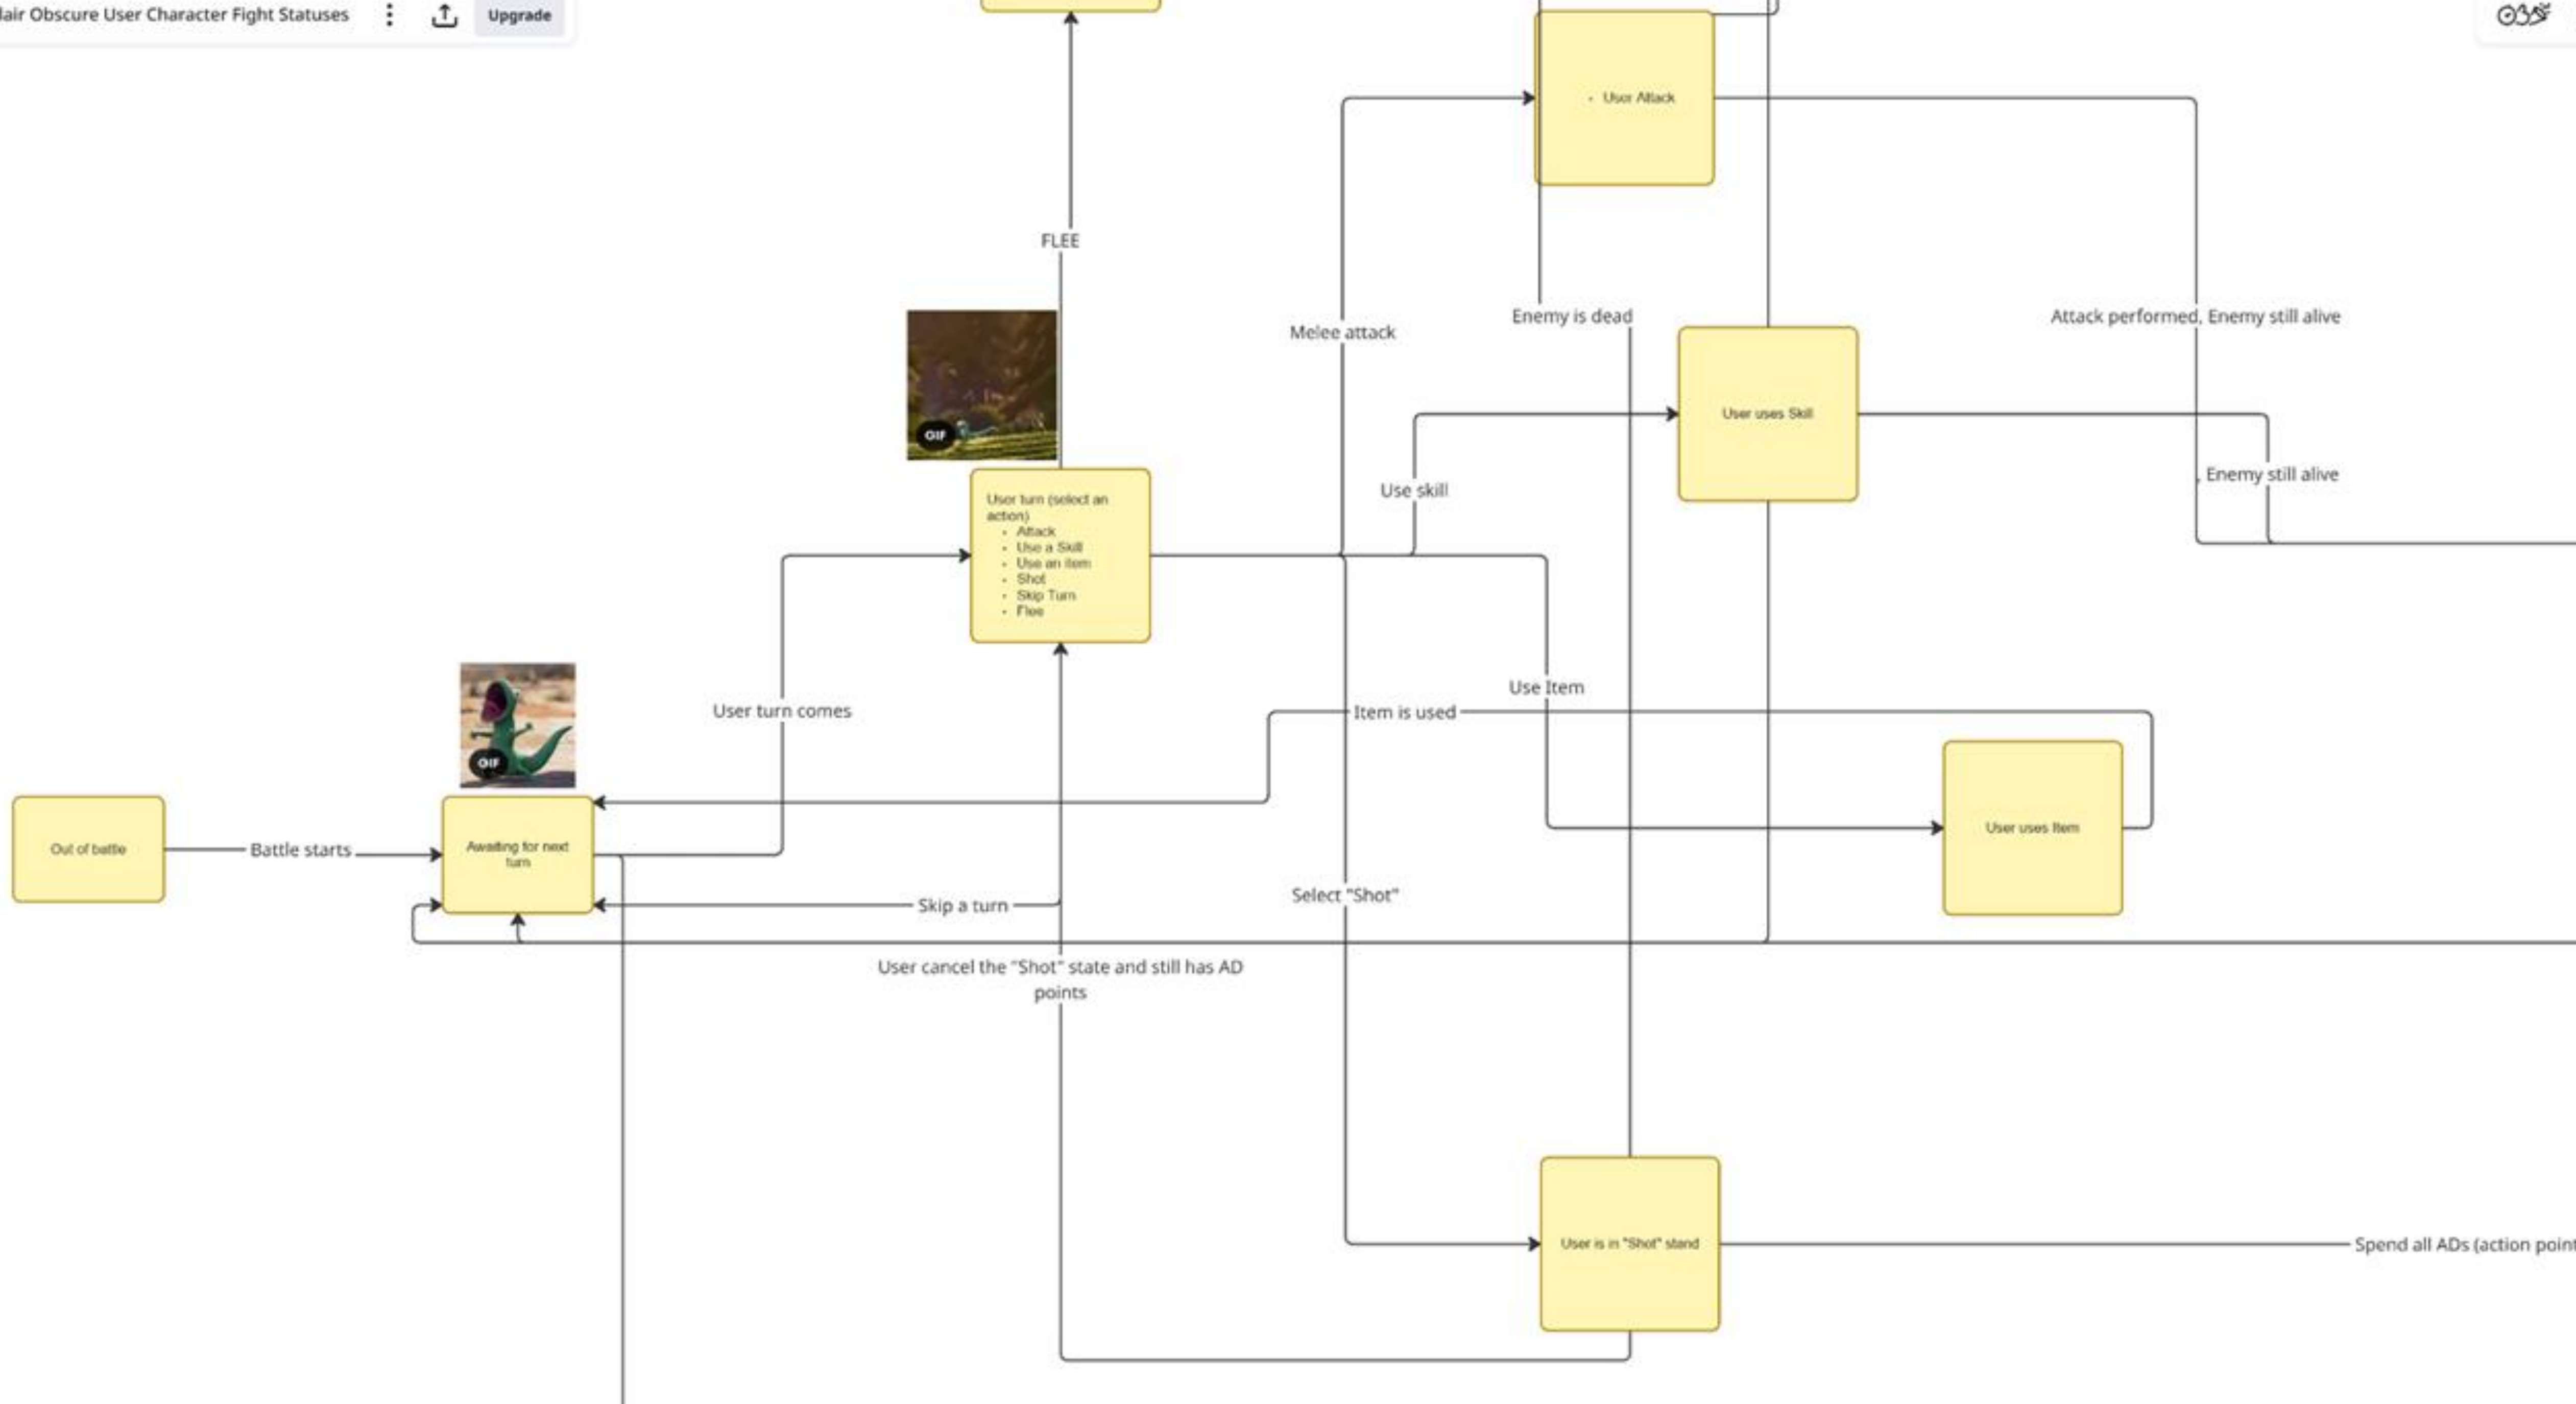 lair Obscure User Character Fight Statuses
Upgrade
User Attack
FLEE
Melee attack
Enemy is dead
Attack performed, Enemy still alive
User uses Skill
GIF
Use skill
Enemy still alive
User turn (select an
action)
Attack
Use a Skill
Use an item
Shot
Skip Turn
Flee
Use Item
User turn comes
Item is used
GIF
Out of battle
Battle starts
Awaiting for next
turn
User uses Item
Select "Shot"
Skip a turn
User cancel the "Shot" state and still has AD
points
User is in "Shot" stand
Spend all ADs (action point